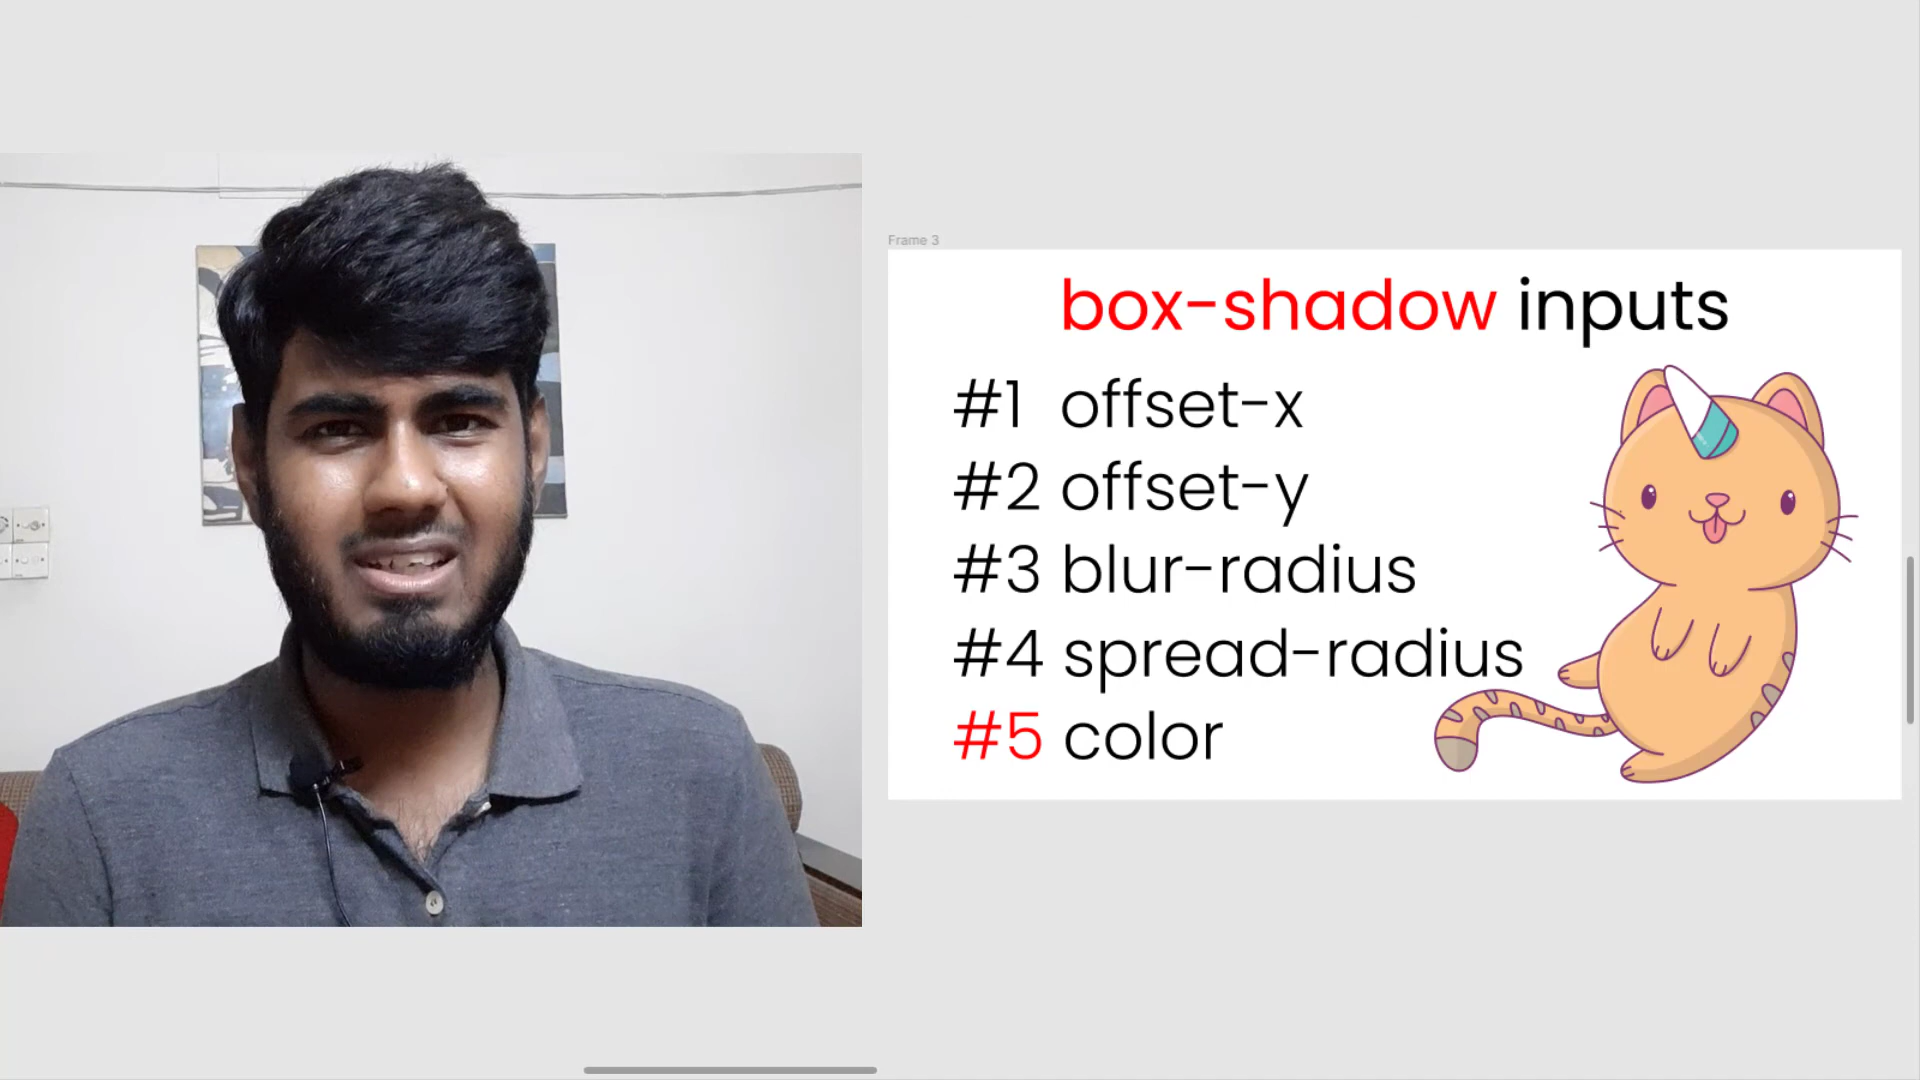 Frame 3
box-shadow inputs
#1 offset-x
#2 offset-y
#3 blur-radius
#4 spread-radius
#5 color